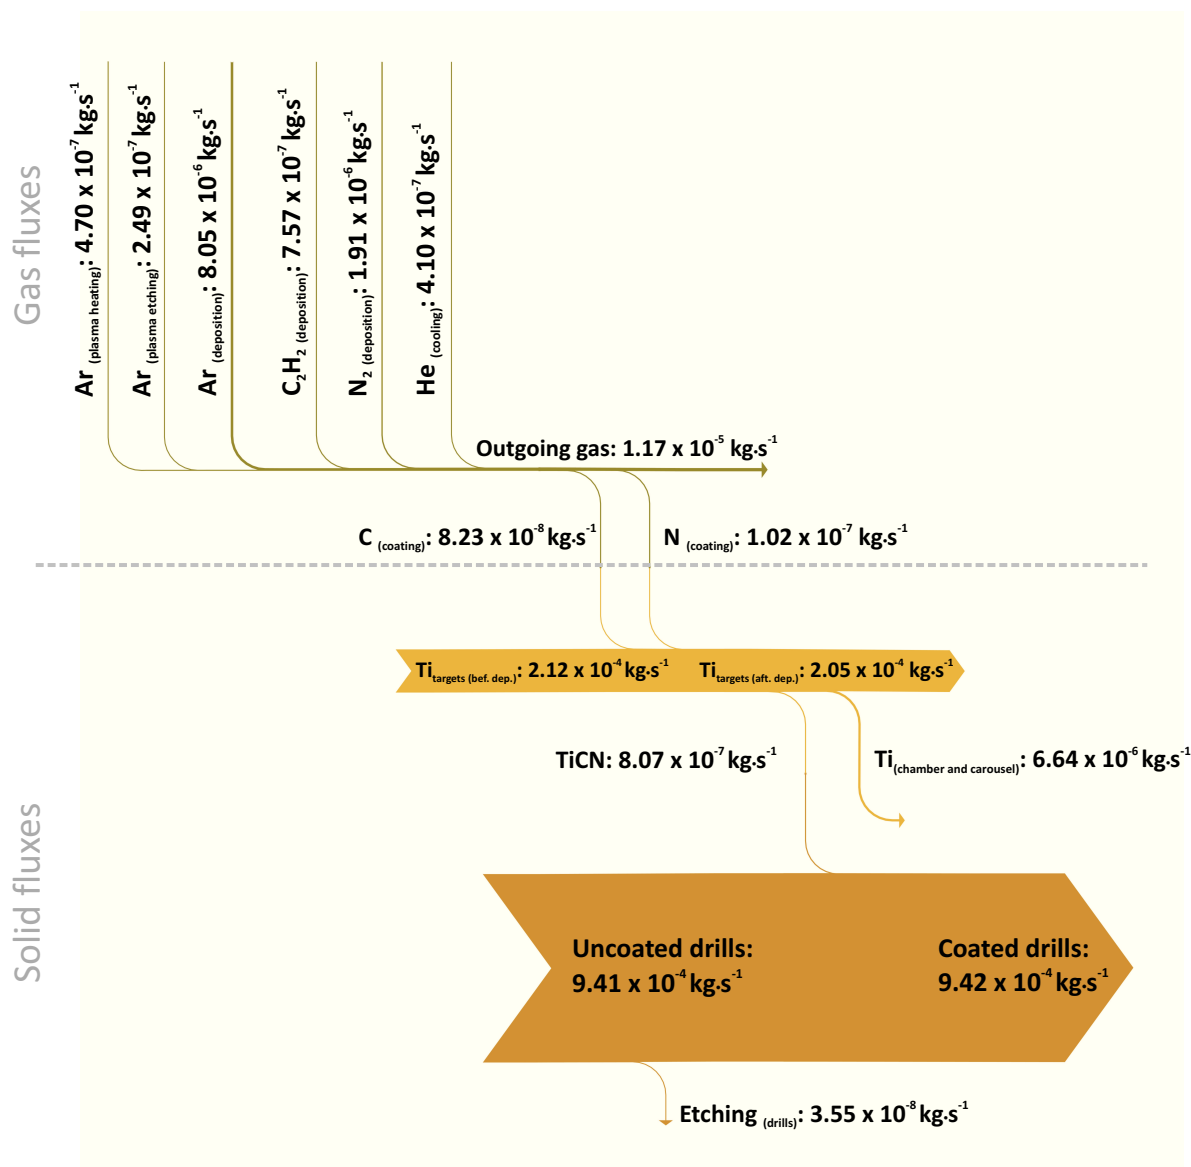 Gas fluxes
Ar (plasma heating): 4.70 x 10⁻⁷ kg·s⁻¹
Ar (plasma etching): 2.49 x 10⁻⁷ kg·s⁻¹
Ar (deposition): 8.05 x 10⁻⁶ kg·s⁻¹
C₂H₂ (deposition): 7.57 x 10⁻⁷ kg·s⁻¹
N₂ (deposition): 1.91 x 10⁻⁶ kg·s⁻¹
He (cooling): 4.10 x 10⁻⁷ kg·s⁻¹
Outgoing gas: 1.17 x 10⁻⁵ kg·s⁻¹
C (coating): 8.23 x 10⁻⁸ kg·s⁻¹
N (coating): 1.02 x 10⁻⁷ kg·s⁻¹
Solid fluxes
Ti targets (bef. dep.): 2.12 x 10⁻⁴ kg·s⁻¹
Ti targets (aft. dep.): 2.05 x 10⁻⁴ kg·s⁻¹
TiCN: 8.07 x 10⁻⁷ kg·s⁻¹
Ti (chamber and carousel): 6.64 x 10⁻⁶ kg·s⁻¹
Uncoated drills:
9.41 x 10⁻⁴ kg·s⁻¹
Coated drills:
9.42 x 10⁻⁴ kg·s⁻¹
Etching (drills): 3.55 x 10⁻⁸ kg·s⁻¹